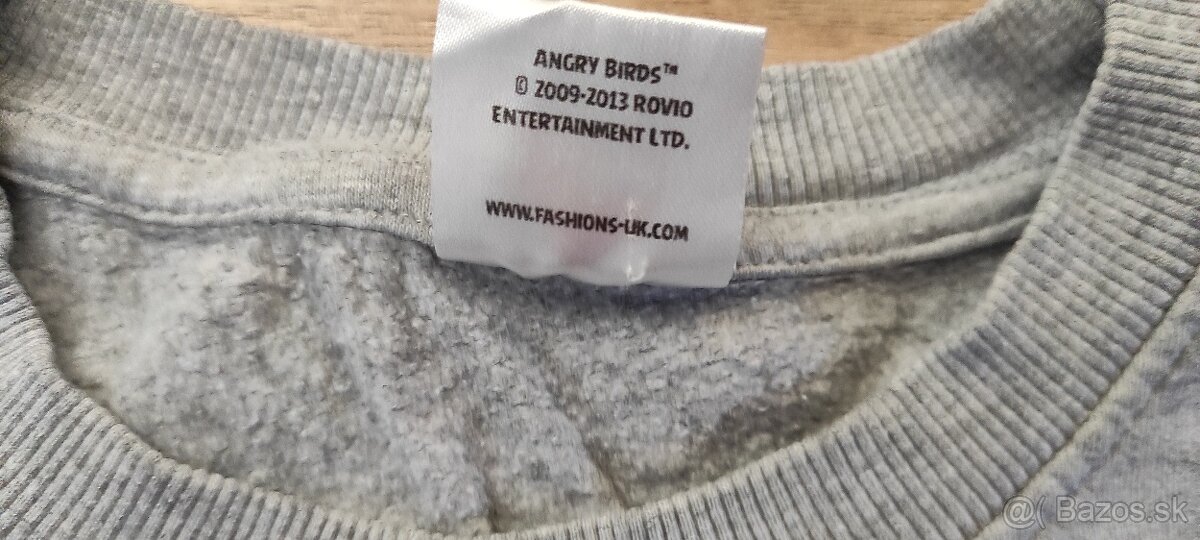 ANGRY BIRDS™
© 2009-2013 ROVIO
ENTERTAINMENT LTD.
WWW.FASHIONS-UK.COM
@( Bazos.sk